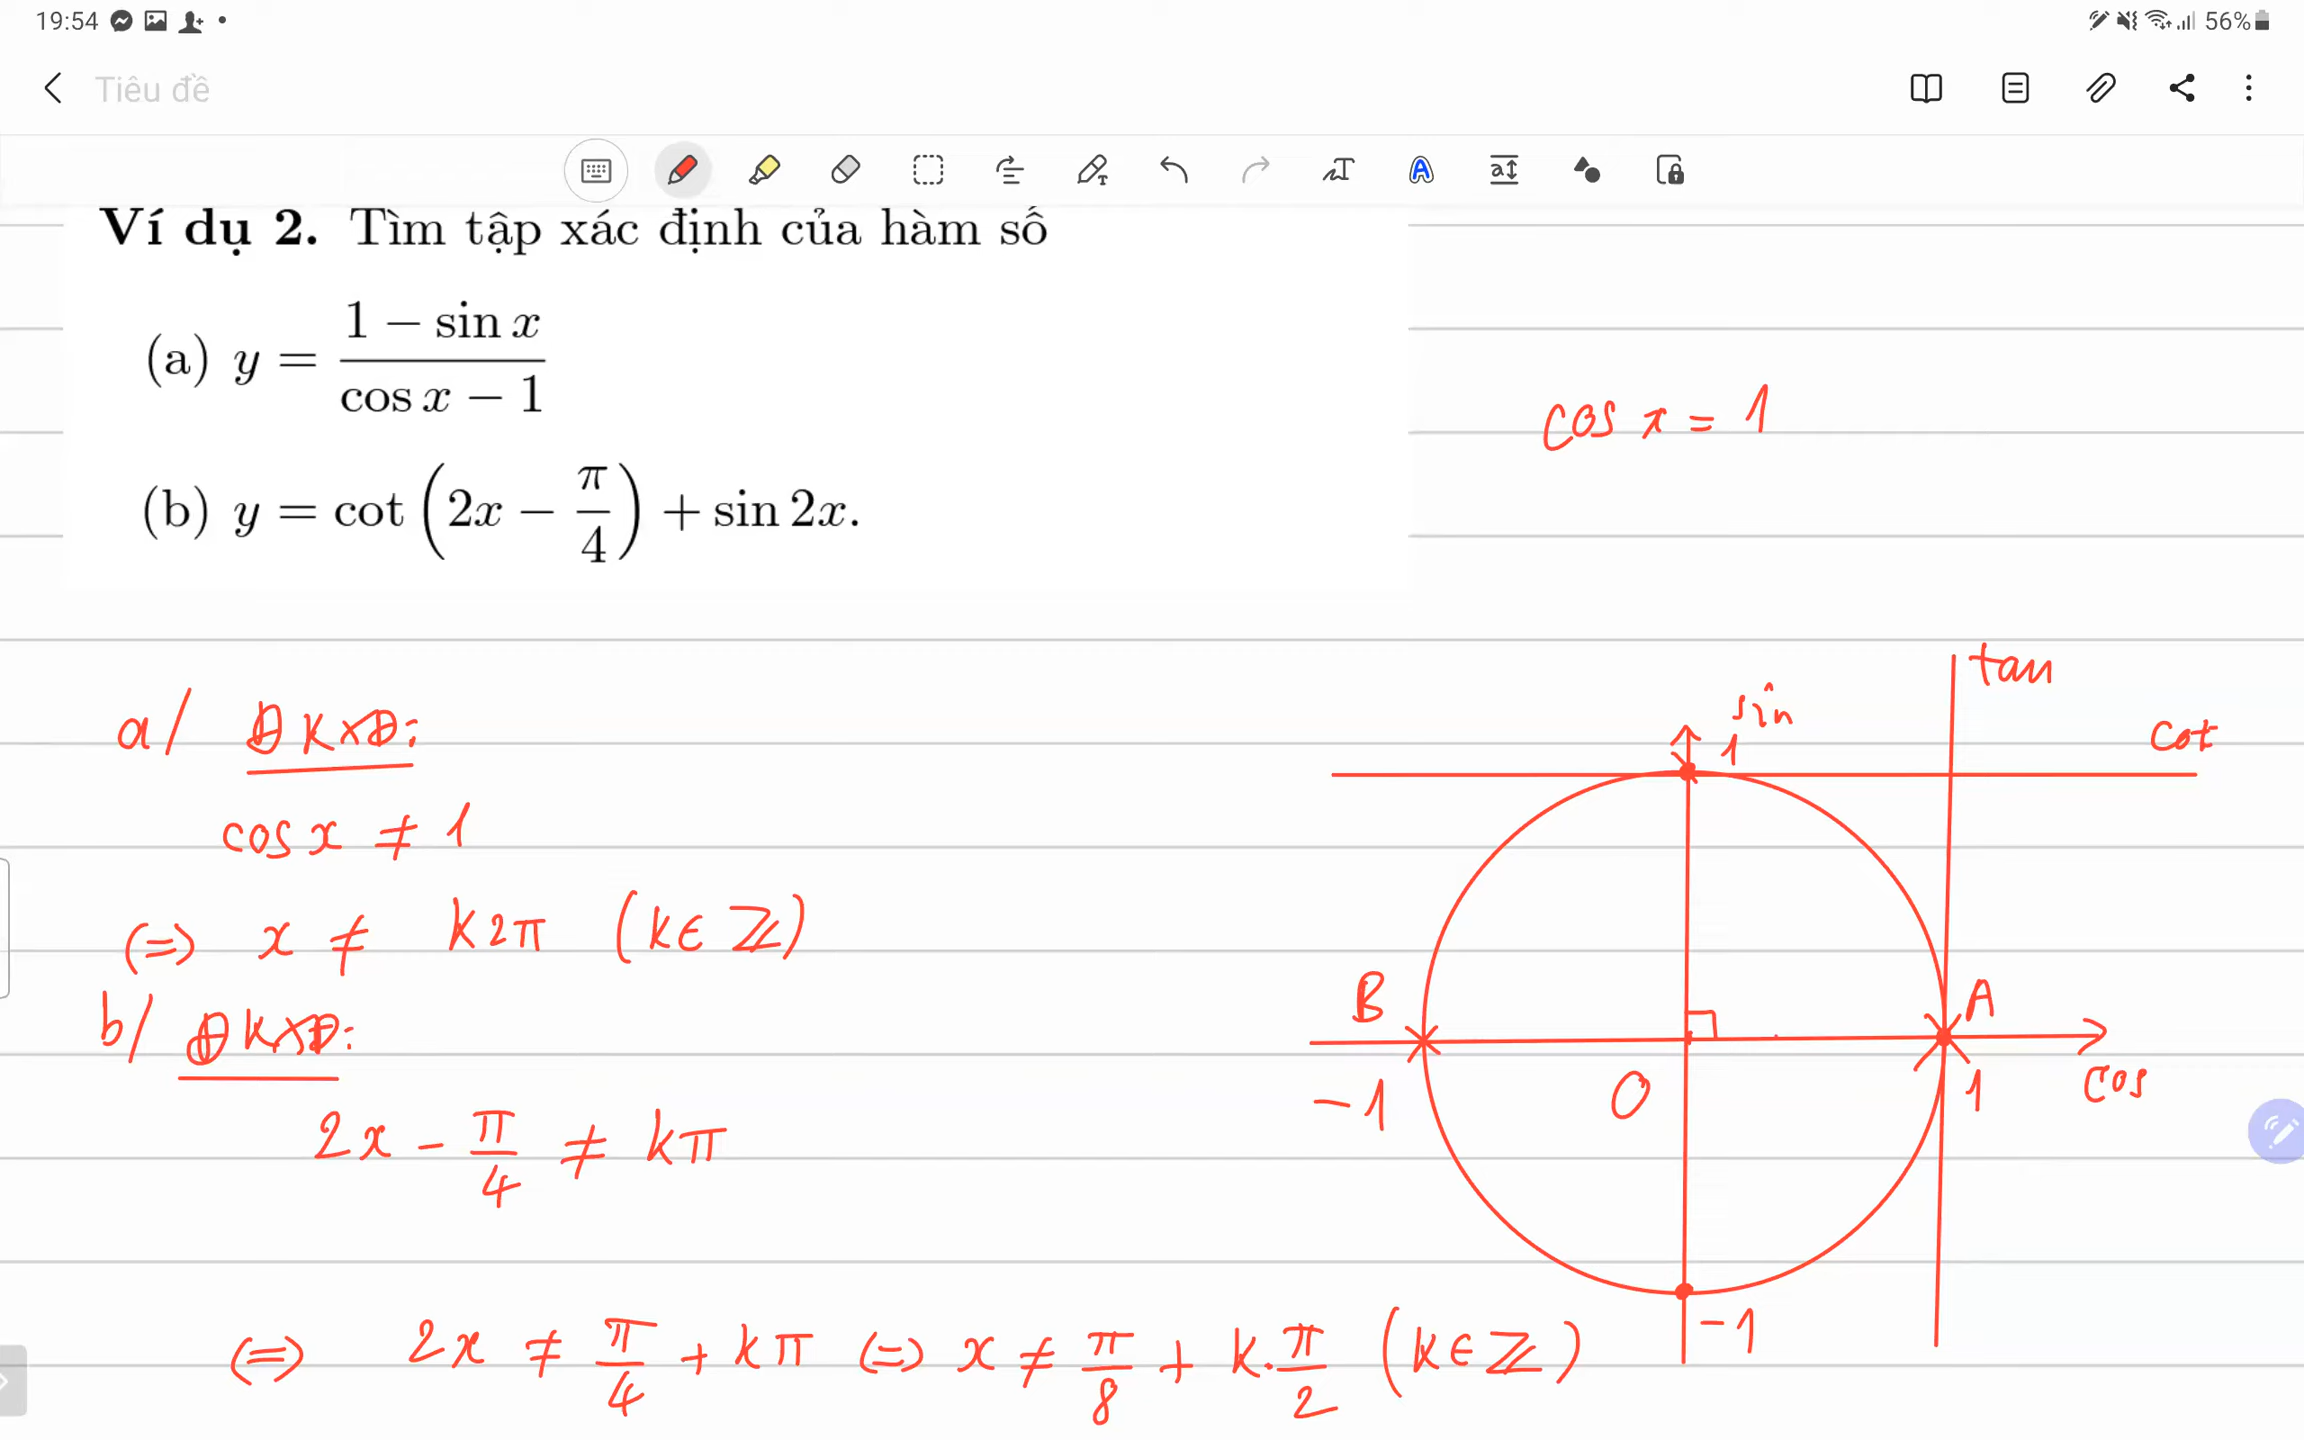 19:54 56%
Tiêu đề
Ví dụ 2. Tìm tập xác định của hàm số
(a) y = (1 − sin x)/(cos x − 1)
cos x = 1
(b) y = cot(2x − π/4) + sin 2x.
a/ ĐKXĐ:
cos x ≠ 1
(=) x ≠ k2π (k ∈ ℤ)
b/ ĐKXĐ:
2x − π/4 ≠ kπ
(=) 2x ≠ π/4 + kπ (=) x ≠ π/8 + k.π/2 (k ∈ ℤ)
tan
sin
1
cot
B
A
−1
O
1
cos
−1